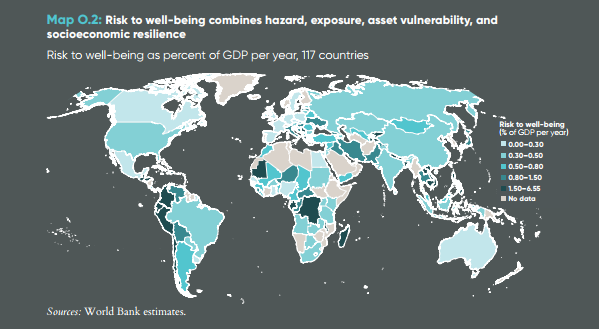 Map O.2: Risk to well-being combines hazard, exposure, asset vulnerability, and
socioeconomic resilience
Risk to well-being as percent of GDP per year, 117 countries
Risk to well-being
(% of GDP per year)
0.00–0.30
0.30–0.50
0.50–0.80
0.80–1.50
1.50–6.55
No data
Sources: World Bank estimates.